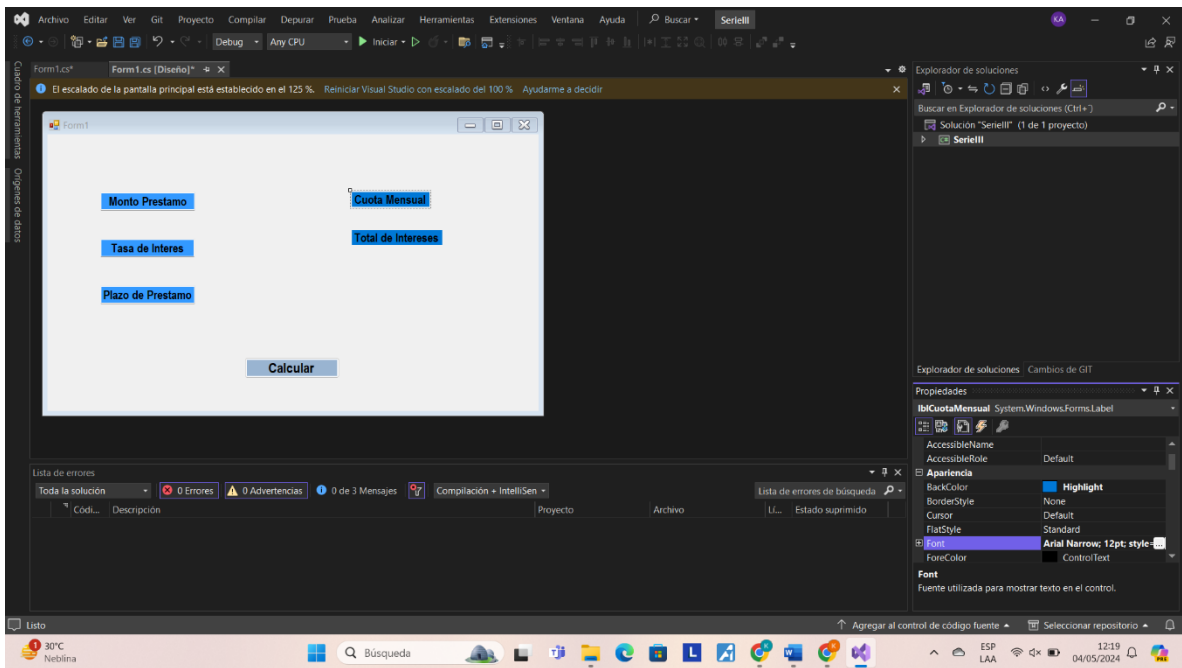 Archivo Editar Ver Git Proyecto Compilar Depurar Prueba Analizar Herramientas Extensiones Ventana Ayuda Buscar SerieIII KA
Debug Any CPU Iniciar
Cuadro de herramientas
Orígenes de datos
Form1.cs* Form1.cs [Diseño]*
El escalado de la pantalla principal está establecido en el 125 %. Reiniciar Visual Studio con escalado del 100 % Ayudarme a decidir
Form1
Monto Prestamo
Cuota Mensual
Tasa de Interes
Total de Intereses
Plazo de Prestamo
Calcular
Explorador de soluciones
Buscar en Explorador de soluciones (Ctrl+¨)
Solución "SerieIII" (1 de 1 proyecto)
SerieIII
Explorador de soluciones Cambios de GIT
Propiedades
lblCuotaMensual System.Windows.Forms.Label
AccessibleName
AccessibleRole Default
Apariencia
BackColor Highlight
BorderStyle None
Cursor Default
FlatStyle Standard
Font Arial Narrow; 12pt; style=
ForeColor ControlText
Font
Fuente utilizada para mostrar texto en el control.
Lista de errores
Toda la solución 0 Errores 0 Advertencias 0 de 3 Mensajes Compilación + IntelliSen Lista de errores de búsqueda
Códi... Descripción Proyecto Archivo Lí... Estado suprimido
Listo Agregar al control de código fuente Seleccionar repositorio
1 30°C
Neblina
Búsqueda
ESP
LAA
12:19
04/05/2024